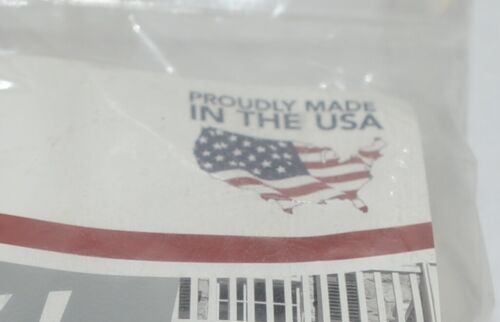 PROUDLY MADE
IN THE USA